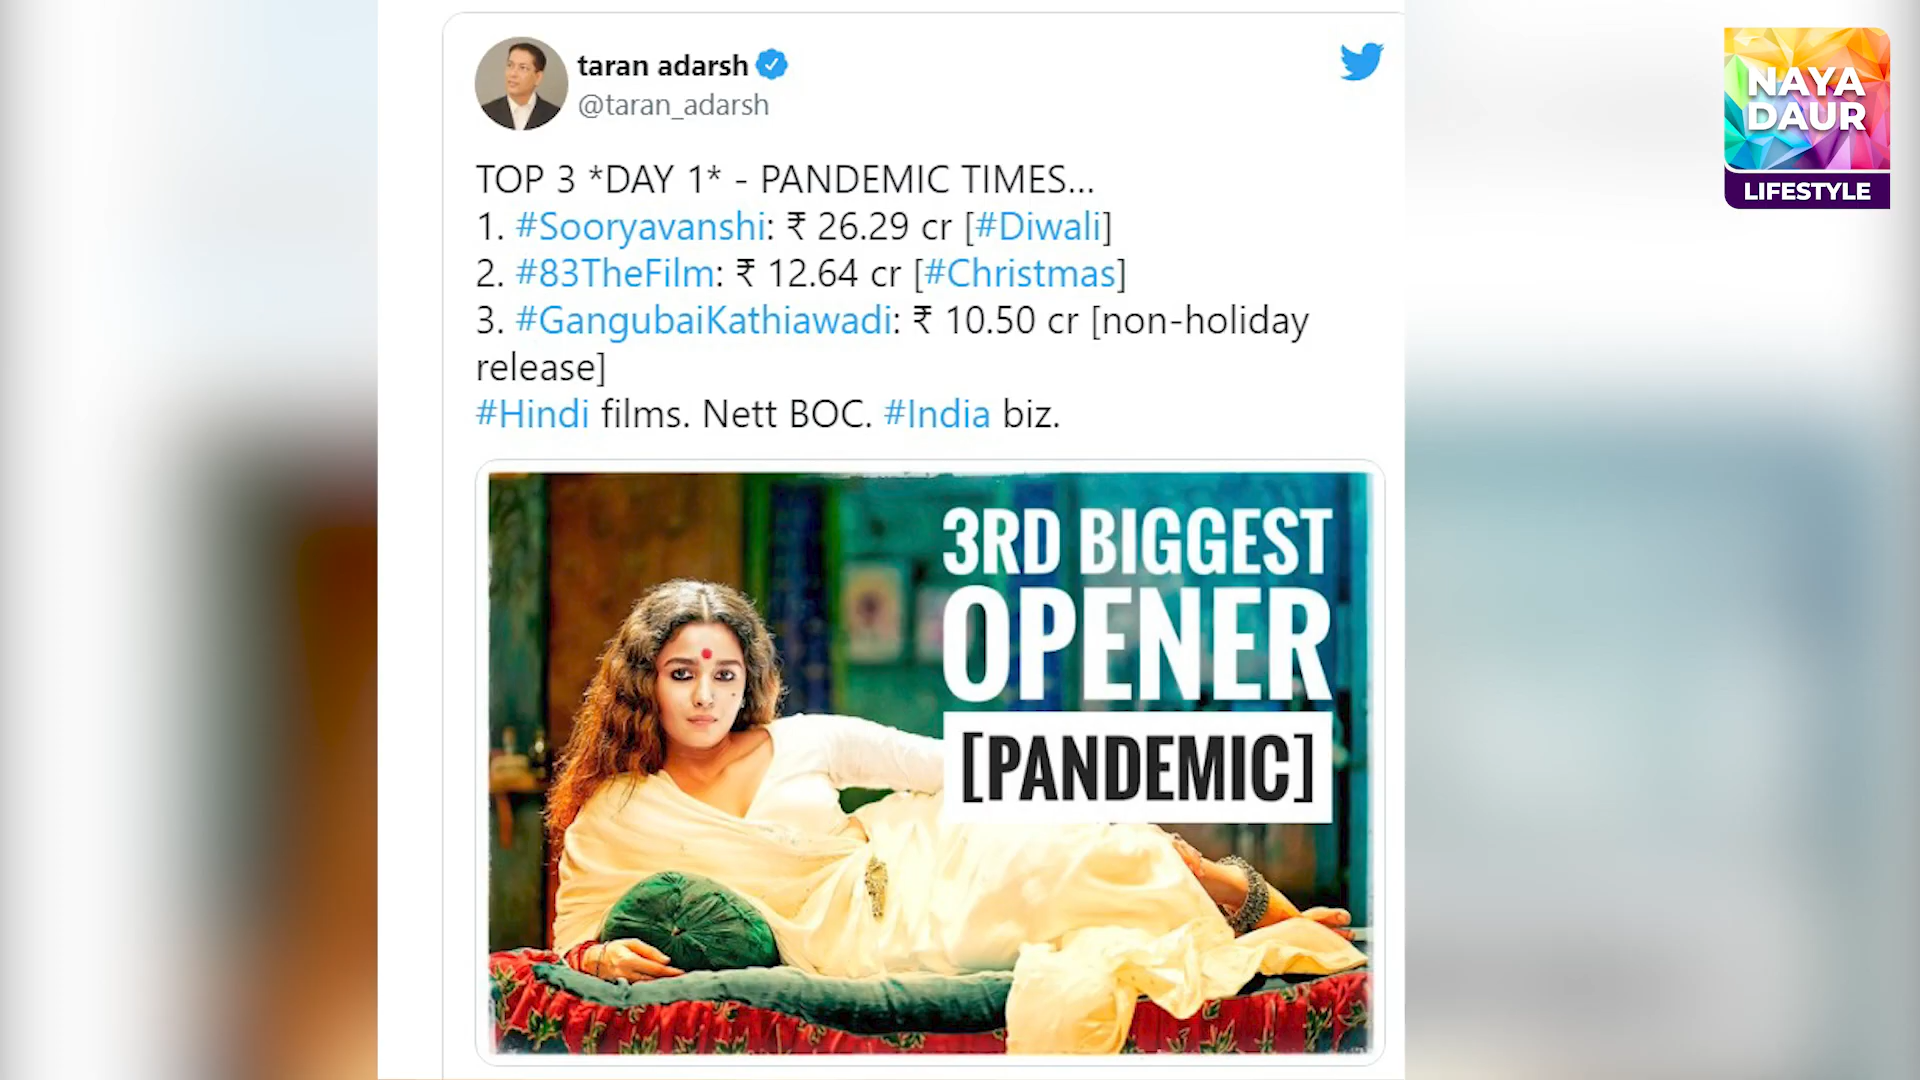 taran adarsh
@taran_adarsh
NAYA
DAUR
LIFESTYLE
TOP 3 *DAY 1* - PANDEMIC TIMES...
1. #Sooryavanshi: ₹ 26.29 cr [#Diwali]
2. #83TheFilm: ₹ 12.64 cr [#Christmas]
3. #GangubaiKathiawadi: ₹ 10.50 cr [non-holiday
release]
#Hindi films. Nett BOC. #India biz.
3RD BIGGEST
OPENER
[PANDEMIC]